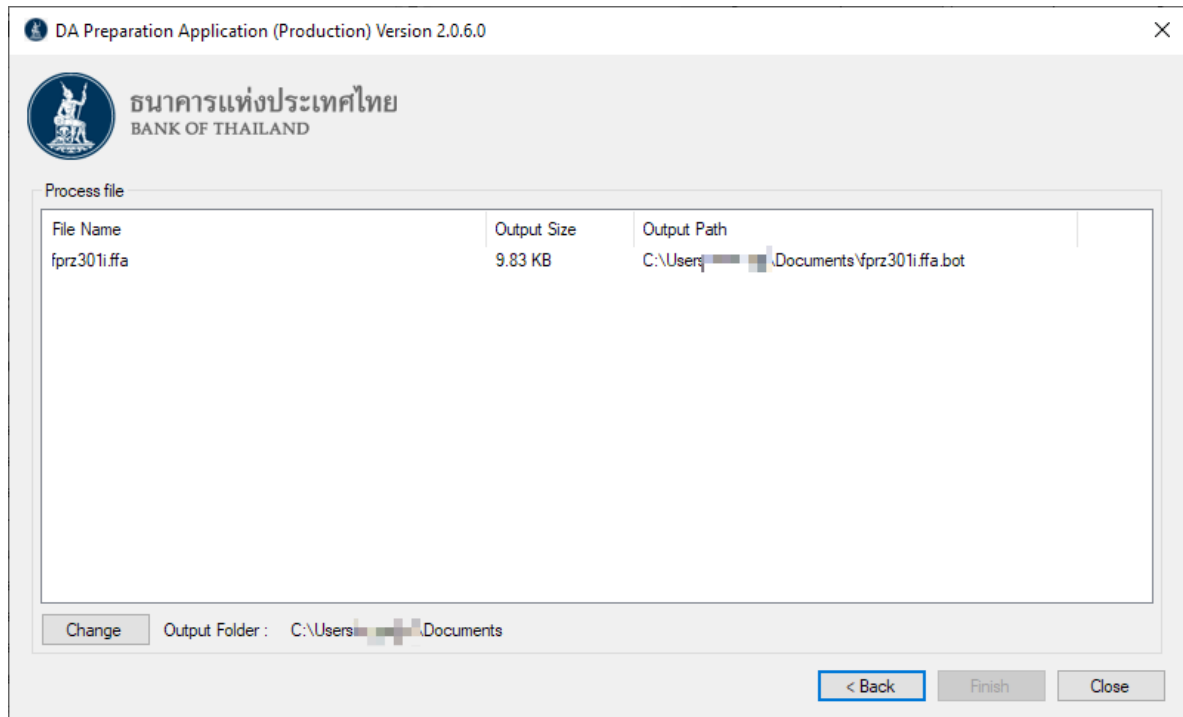 DA Preparation Application (Production) Version 2.0.6.0
ธนาคารแห่งประเทศไทย
BANK OF THAILAND
Process file
File Name Output Size Output Path
fprz301i.ffa 9.83 KB C:\Users \Documents\fprz301i.ffa.bot
Change Output Folder : C:\Users \Documents
< Back Finish Close